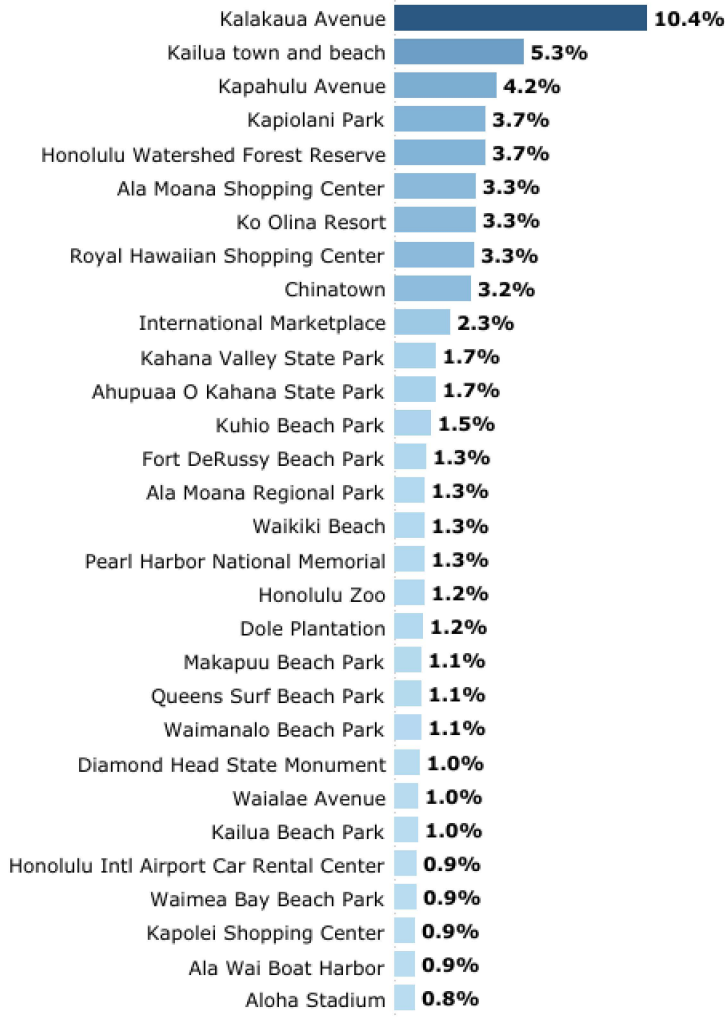 Kalakaua Avenue 10.4%
Kailua town and beach 5.3%
Kapahulu Avenue 4.2%
Kapiolani Park 3.7%
Honolulu Watershed Forest Reserve 3.7%
Ala Moana Shopping Center 3.3%
Ko Olina Resort 3.3%
Royal Hawaiian Shopping Center 3.3%
Chinatown 3.2%
International Marketplace 2.3%
Kahana Valley State Park 1.7%
Ahupuaa O Kahana State Park 1.7%
Kuhio Beach Park 1.5%
Fort DeRussy Beach Park 1.3%
Ala Moana Regional Park 1.3%
Waikiki Beach 1.3%
Pearl Harbor National Memorial 1.3%
Honolulu Zoo 1.2%
Dole Plantation 1.2%
Makapuu Beach Park 1.1%
Queens Surf Beach Park 1.1%
Waimanalo Beach Park 1.1%
Diamond Head State Monument 1.0%
Waialae Avenue 1.0%
Kailua Beach Park 1.0%
Honolulu Intl Airport Car Rental Center 0.9%
Waimea Bay Beach Park 0.9%
Kapolei Shopping Center 0.9%
Ala Wai Boat Harbor 0.9%
Aloha Stadium 0.8%